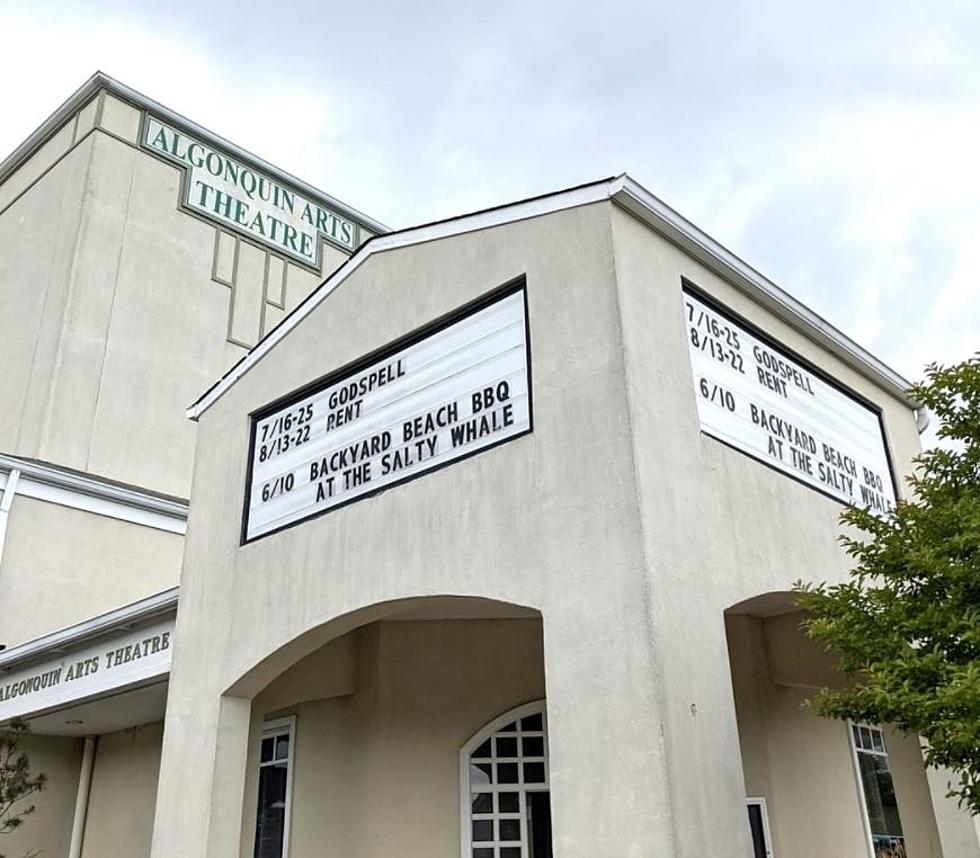 ALGONQUIN ARTS
THEATRE
7/16-25 GODSPELL
8/13-22 RENT
6/10 BACKYARD BEACH BBQ
AT THE SALTY WHALE
7/16-25 GODSPELL
8/13-22 RENT
6/10 BACKYARD BEACH BBQ
AT THE SALTY WHALE
ALGONQUIN ARTS THEATRE